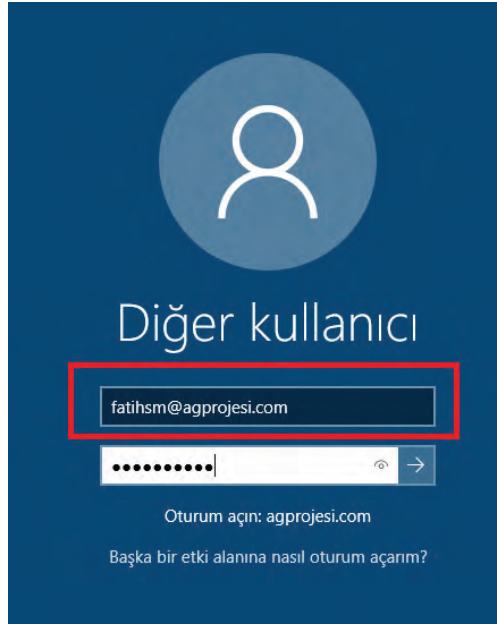 Diğer kullanıcı
fatihsm@agprojesi.com
••••••••••
Oturum açın: agprojesi.com
Başka bir etki alanına nasıl oturum açarım?